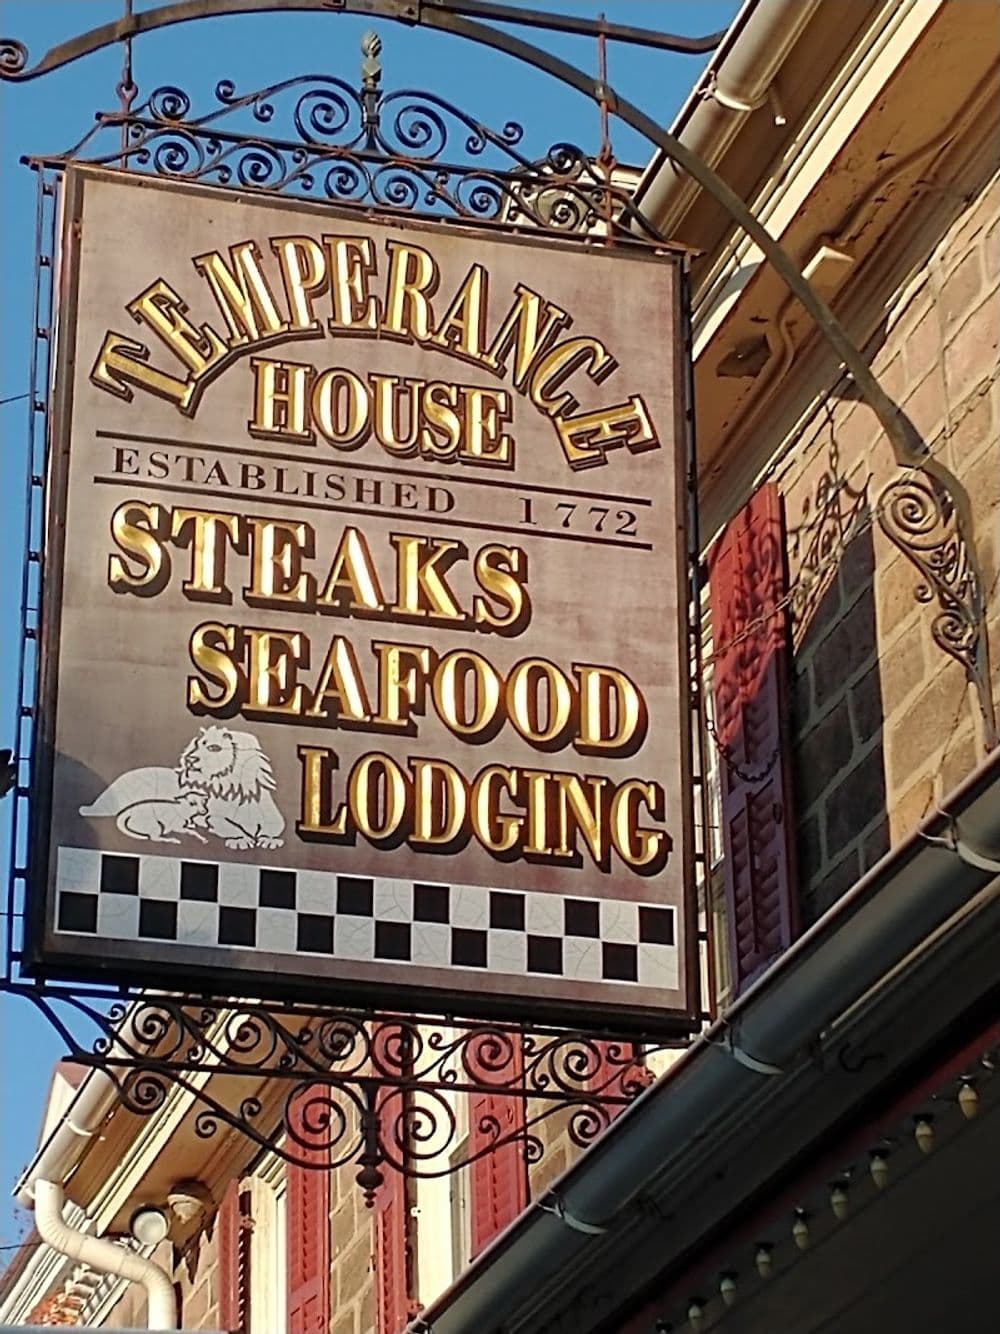 TEMPERANCE
HOUSE
ESTABLISHED 1772
STEAKS
SEAFOOD
LODGING